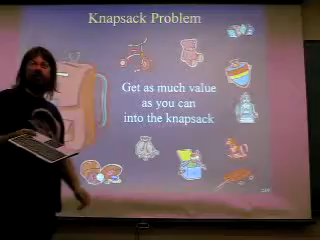 Knapsack Problem
Get as much value
as you can
into the knapsack